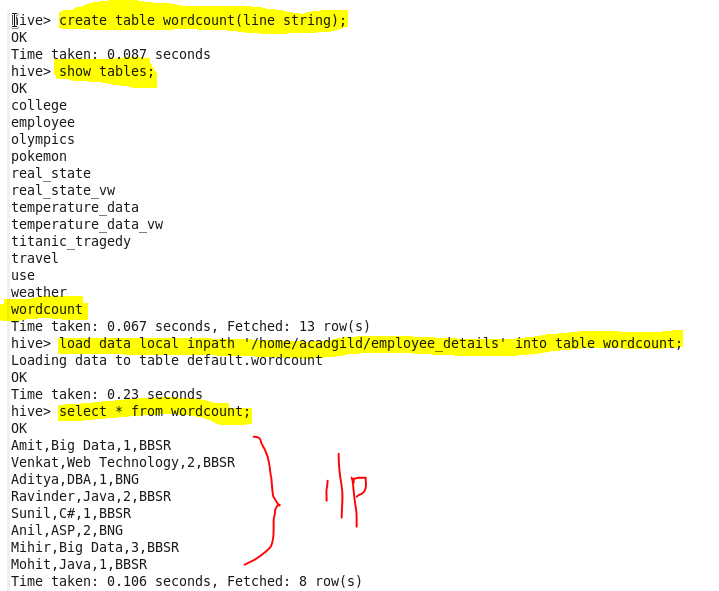 hive> create table wordcount(line string);
OK
Time taken: 0.087 seconds
hive> show tables;
OK
college
employee
olympics
pokemon
real_state
real_state_vw
temperature_data
temperature_data_vw
titanic_tragedy
travel
use
weather
wordcount
Time taken: 0.067 seconds, Fetched: 13 row(s)
hive> load data local inpath '/home/acadgild/employee_details' into table wordcount;
Loading data to table default.wordcount
OK
Time taken: 0.23 seconds
hive> select * from wordcount;
OK
Amit,Big Data,1,BBSR
Venkat,Web Technology,2,BBSR
Aditya,DBA,1,BNG
Ravinder,Java,2,BBSR
Sunil,C#,1,BBSR
Anil,ASP,2,BNG
Mihir,Big Data,3,BBSR
Mohit,Java,1,BBSR
i/p
Time taken: 0.106 seconds, Fetched: 8 row(s)